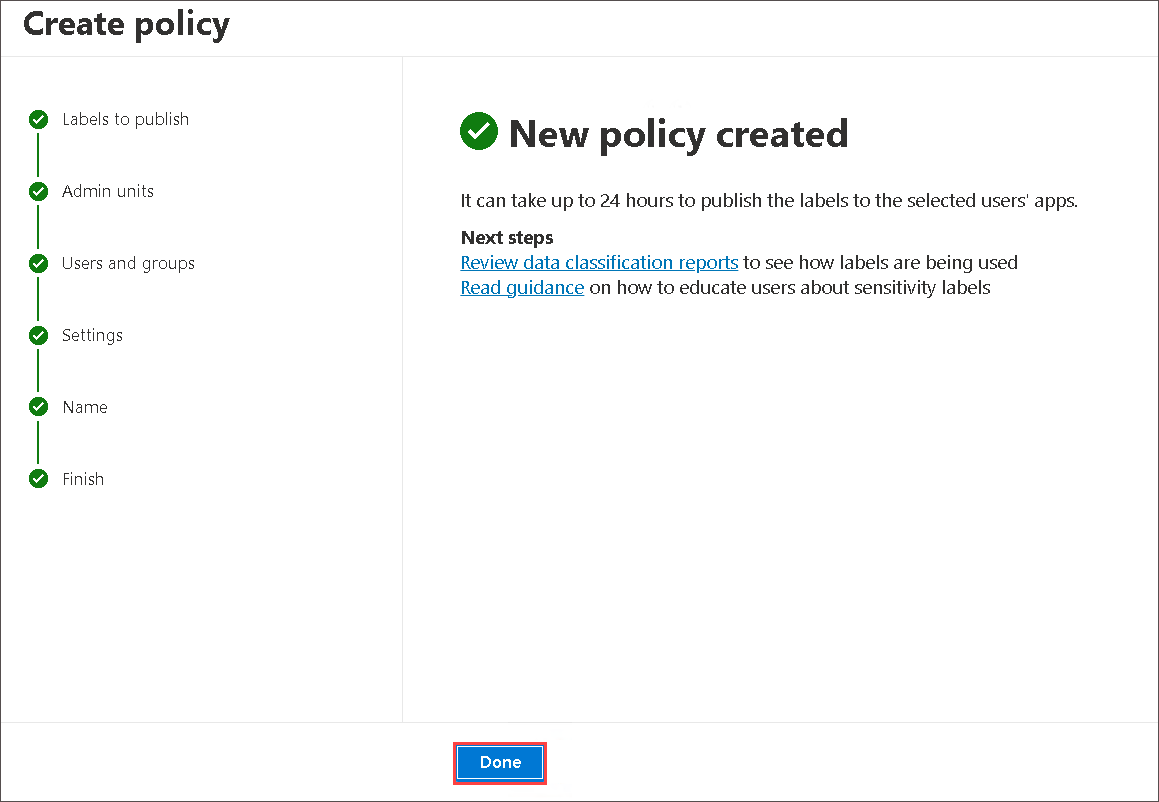 Create policy
Labels to publish
Admin units
Users and groups
Settings
Name
Finish
New policy created
It can take up to 24 hours to publish the labels to the selected users' apps.
Next steps
Review data classification reports to see how labels are being used
Read guidance on how to educate users about sensitivity labels
Done